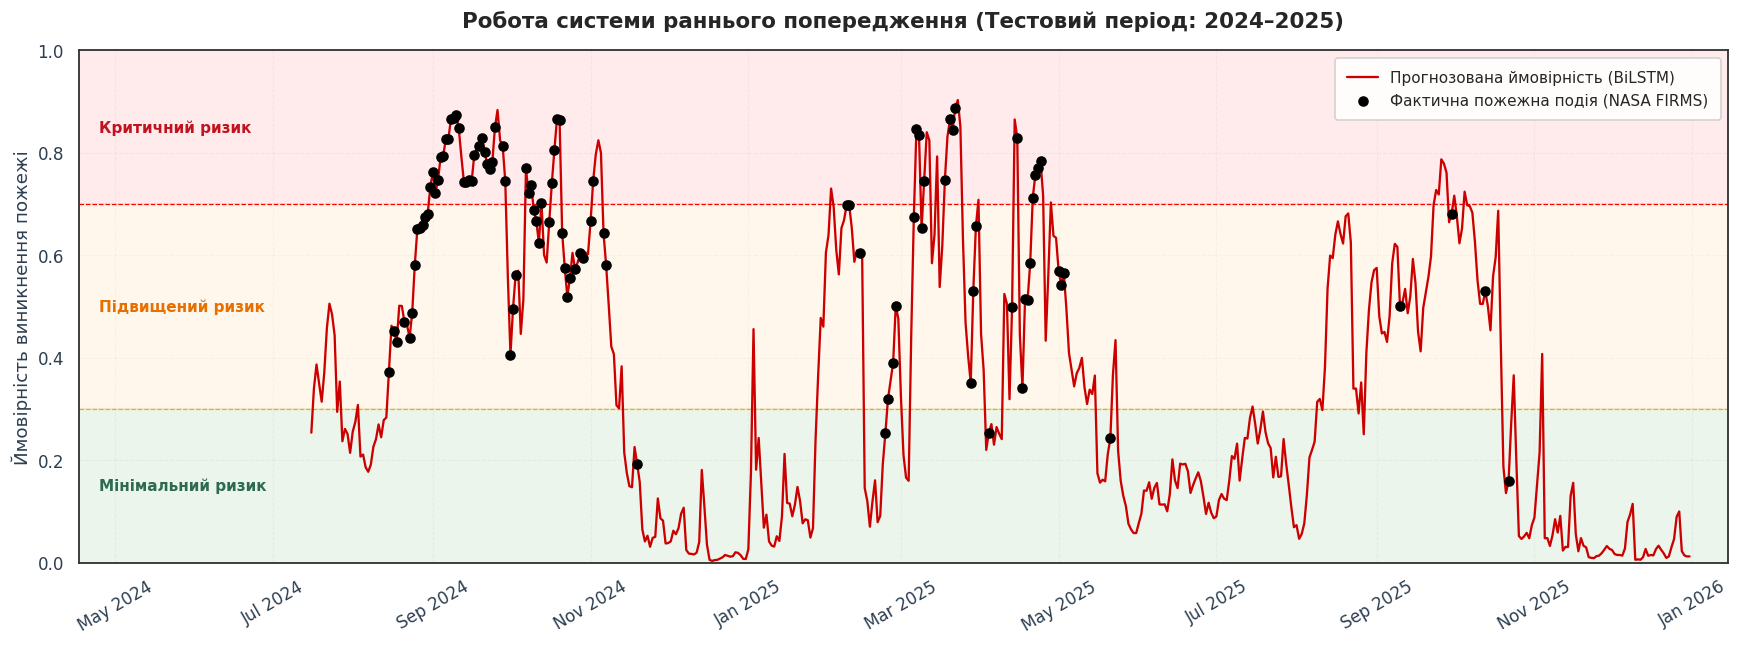 Робота системи раннього попередження (Тестовий період: 2024–2025)
Ймовірність виникнення пожежі
1.0
0.8
0.6
0.4
0.2
0.0
Критичний ризик
Підвищений ризик
Мінімальний ризик
Прогнозована ймовірність (BiLSTM)
Фактична пожежна подія (NASA FIRMS)
May 2024
Jul 2024
Sep 2024
Nov 2024
Jan 2025
Mar 2025
May 2025
Jul 2025
Sep 2025
Nov 2025
Jan 2026